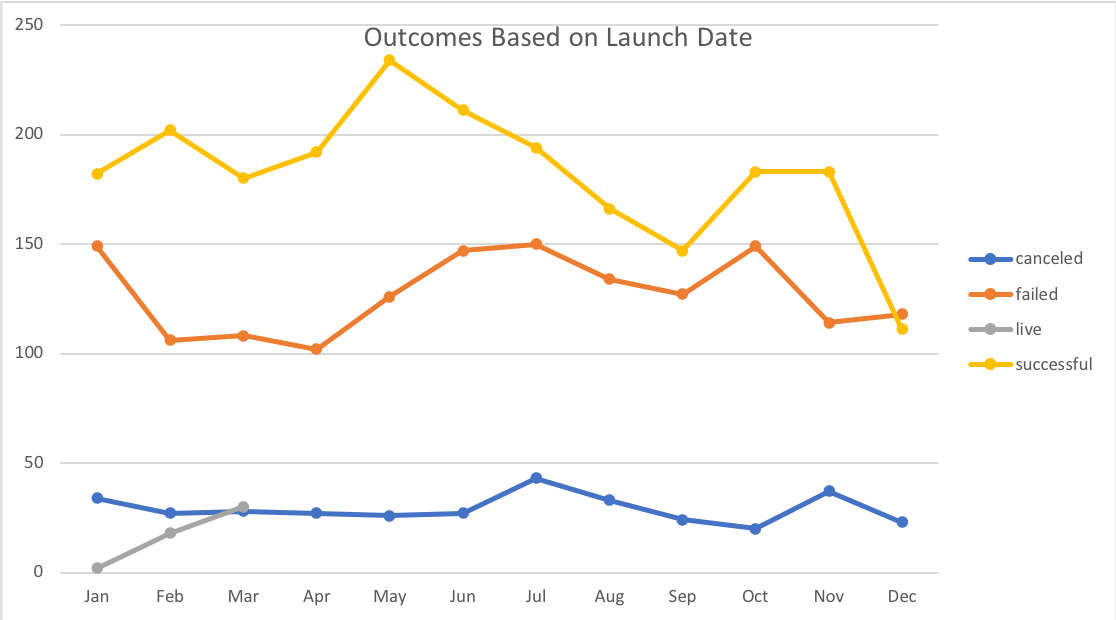 Outcomes Based on Launch Date
250
200
150
100
50
0
Jan Feb Mar Apr May Jun Jul Aug Sep Oct Nov Dec
canceled
failed
live
successful